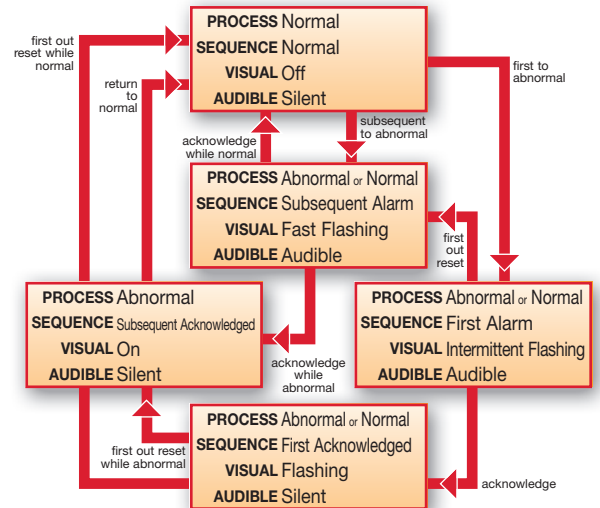 PROCESS Normal
SEQUENCE Normal
VISUAL Off
AUDIBLE Silent
first out
reset while
normal
return
to
normal
first to
abnormal
acknowledge
while normal
subsequent
to abnormal
PROCESS Abnormal or Normal
SEQUENCE Subsequent Alarm
VISUAL Fast Flashing
AUDIBLE Audible
first
out
reset
PROCESS Abnormal
SEQUENCE Subsequent Acknowledged
VISUAL On
AUDIBLE Silent
acknowledge
while
abnormal
PROCESS Abnormal or Normal
SEQUENCE First Alarm
VISUAL Intermittent Flashing
AUDIBLE Audible
first out reset
while abnormal
PROCESS Abnormal or Normal
SEQUENCE First Acknowledged
VISUAL Flashing
AUDIBLE Silent
acknowledge